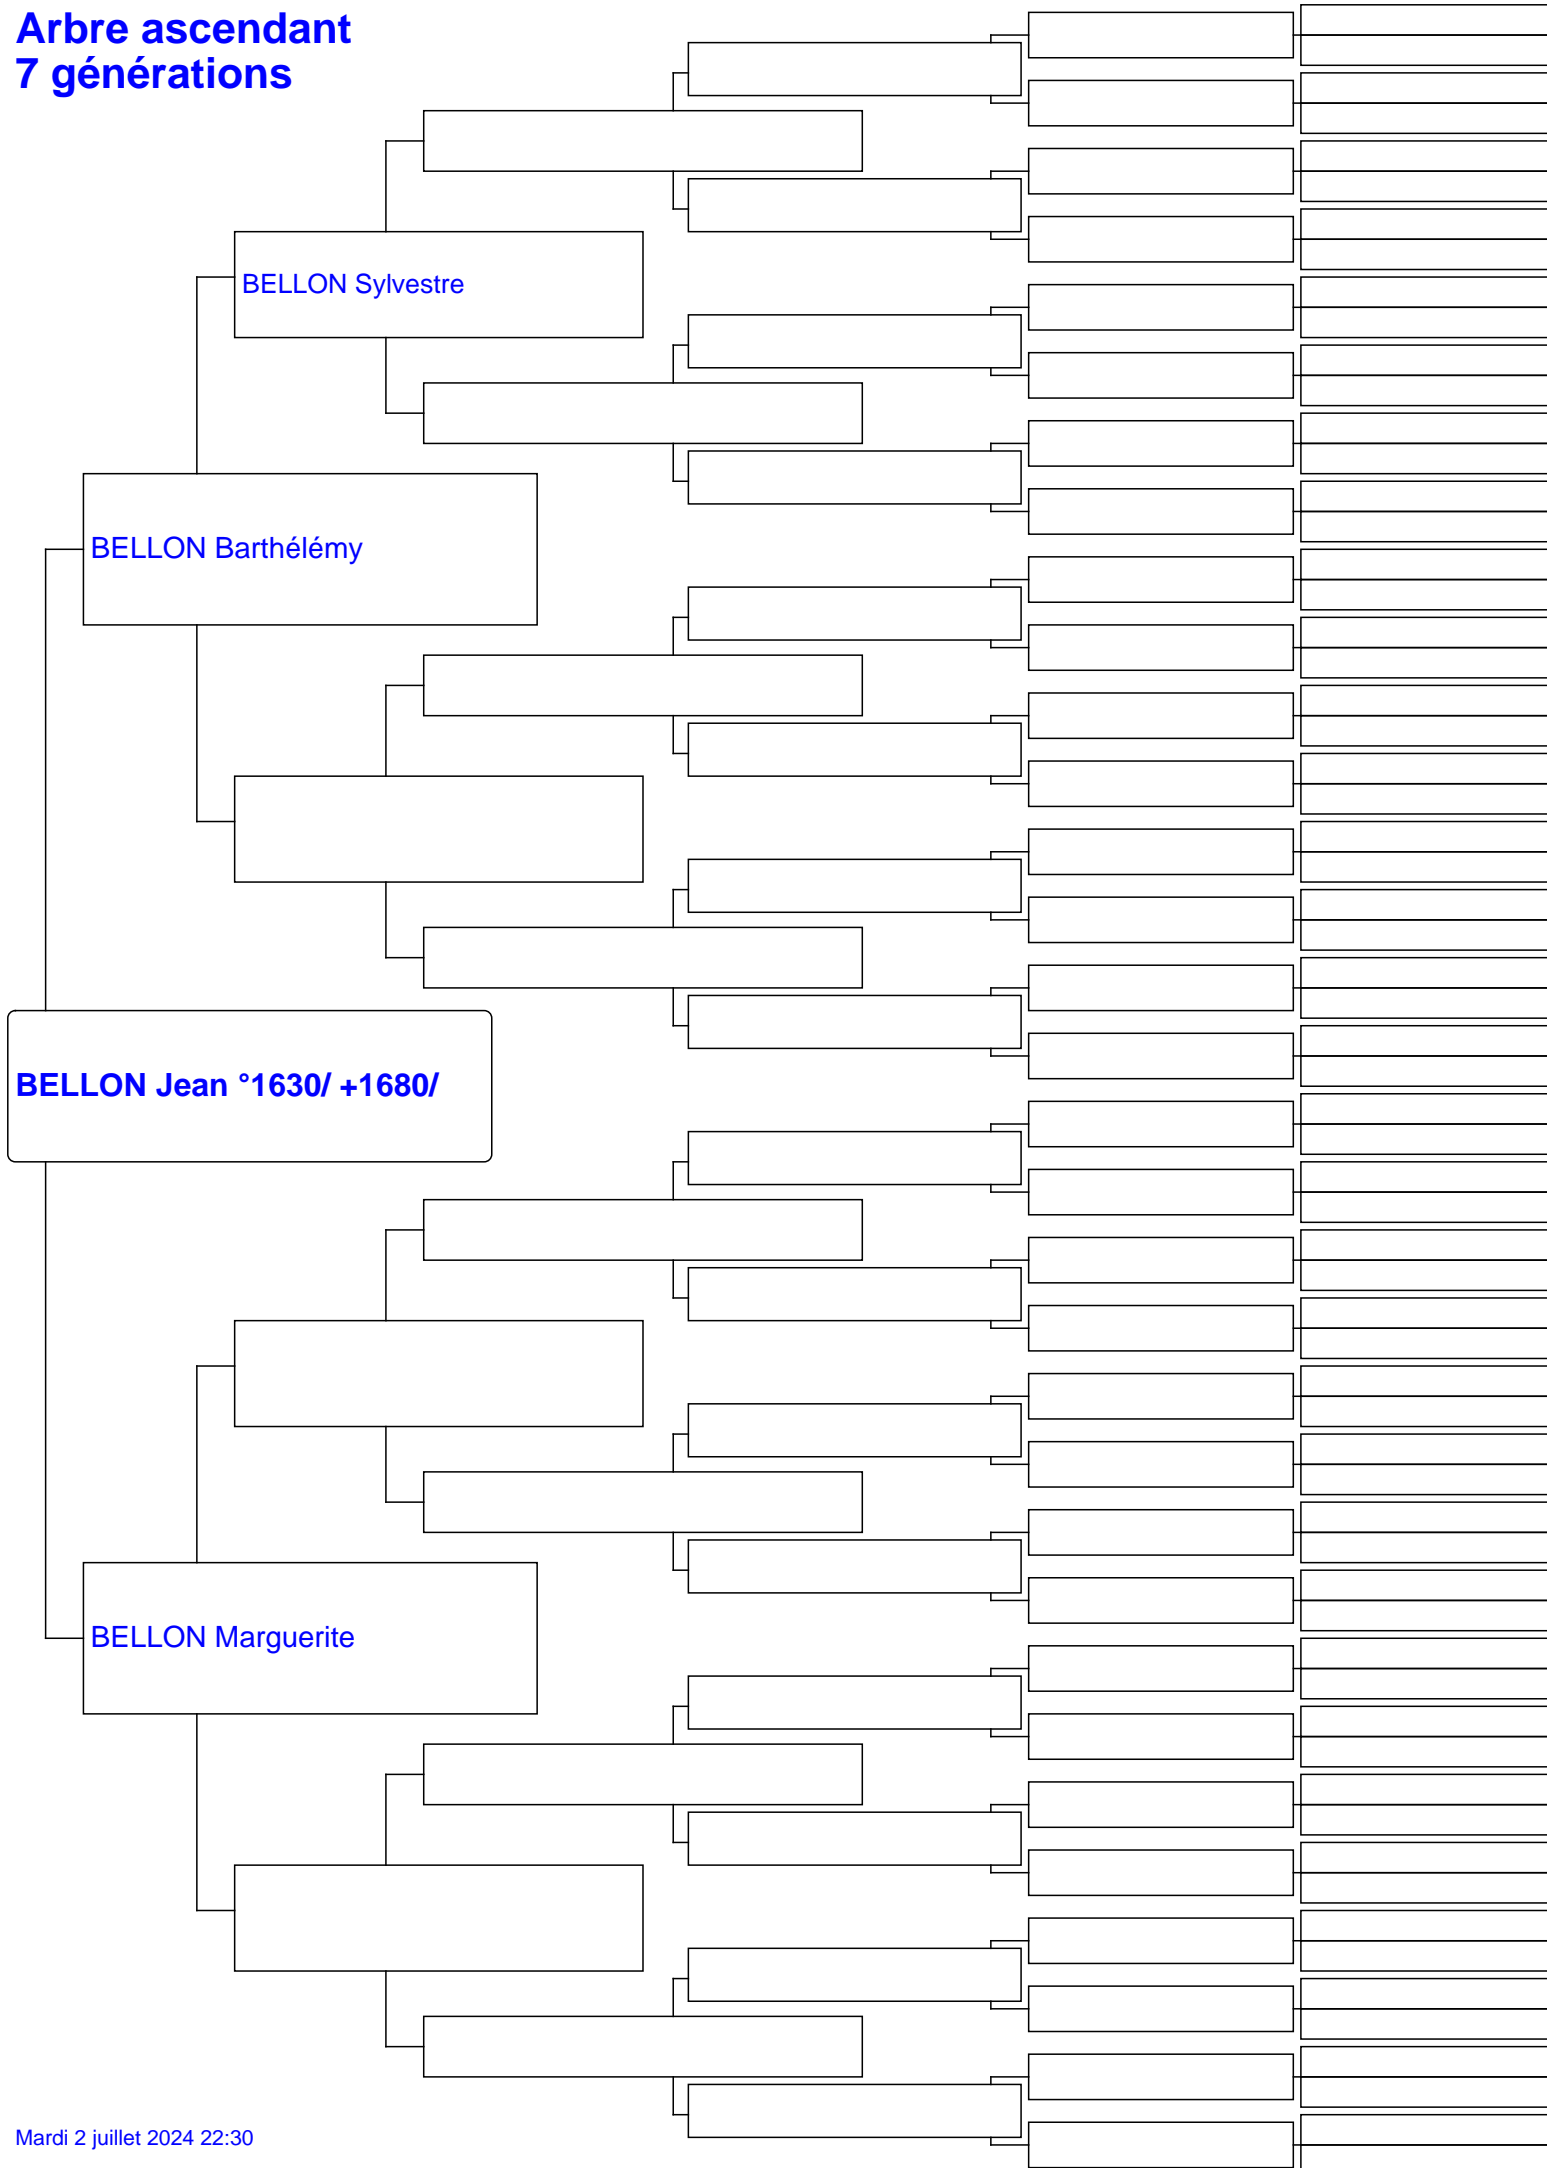 Arbre ascendant
7 générations
BELLON Sylvestre
BELLON Barthélémy
BELLON Jean °1630/ +1680/
BELLON Marguerite
Mardi 2 juillet 2024 22:30